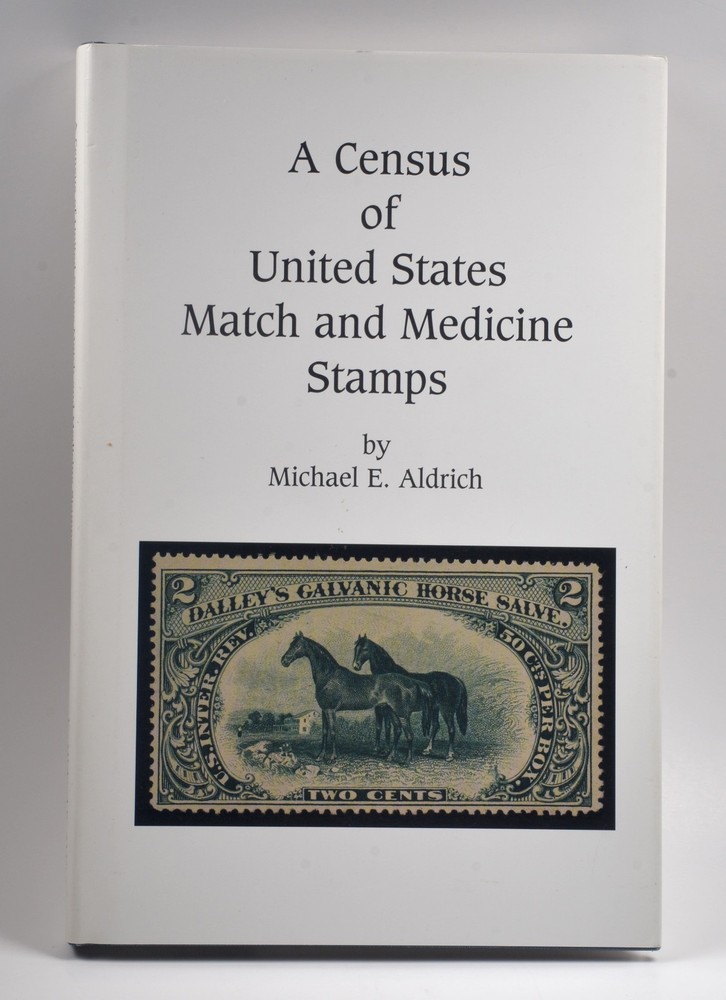 A Census
of
United States
Match and Medicine
Stamps
by
Michael E. Aldrich
2 2
DALLEY'S GALVANIC HORSE SALVE.
U.S. INTER. REV.
50 CTS PER BOX.
TWO CENTS